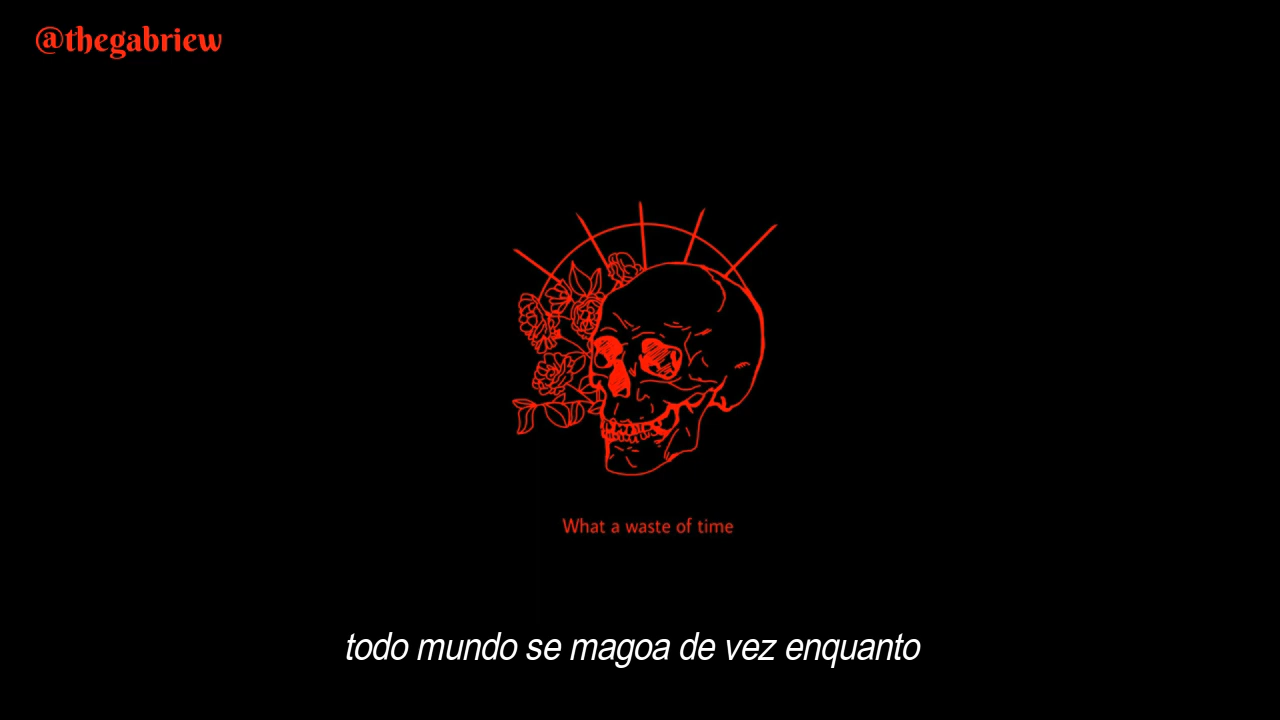 @thegabriew
What a waste of time
todo mundo se magoa de vez enquanto